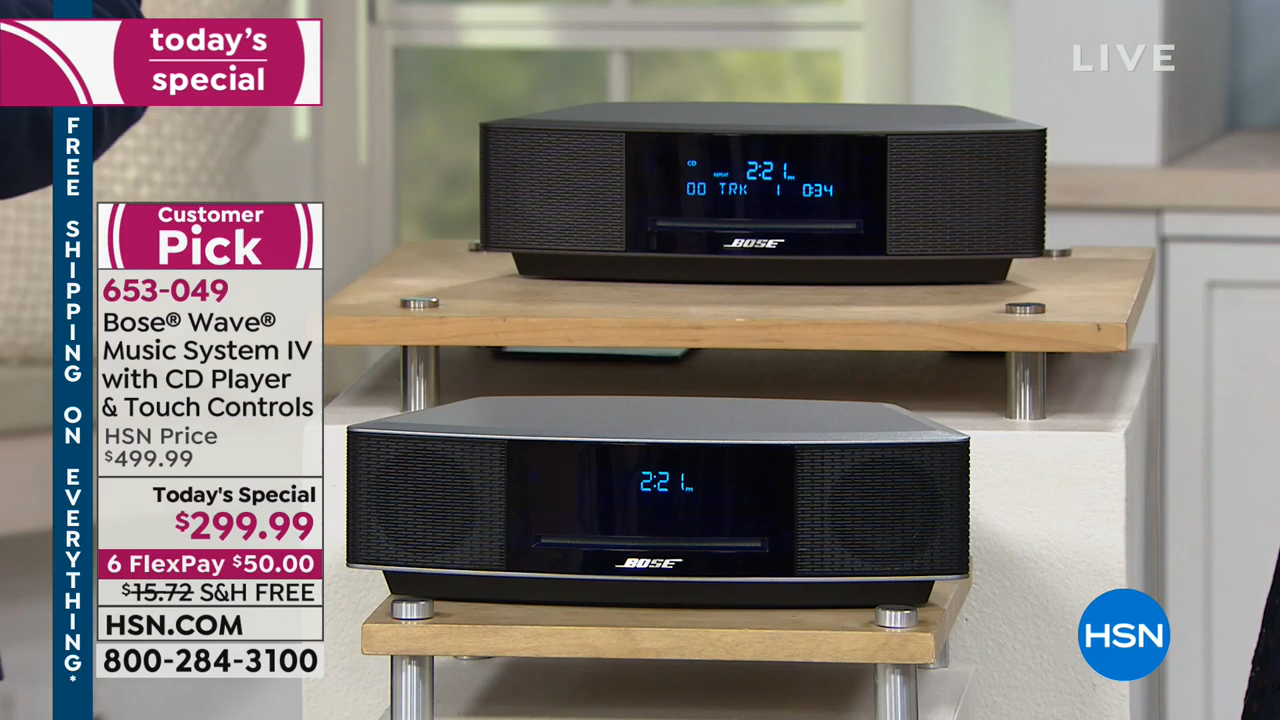 today's
special
FREE SHIPPING ON EVERYTHING*
Customer
Pick
653-049
Bose® Wave®
Music System IV
with CD Player
& Touch Controls
HSN Price
$499.99
Today's Special
$299.99
6 FlexPay $50.00
$15.72 S&H FREE
HSN.COM
800-284-3100
LIVE
CD
REPEAT 2:21
00 TRK 1 0:34
BOSE
2:21
BOSE
HSN